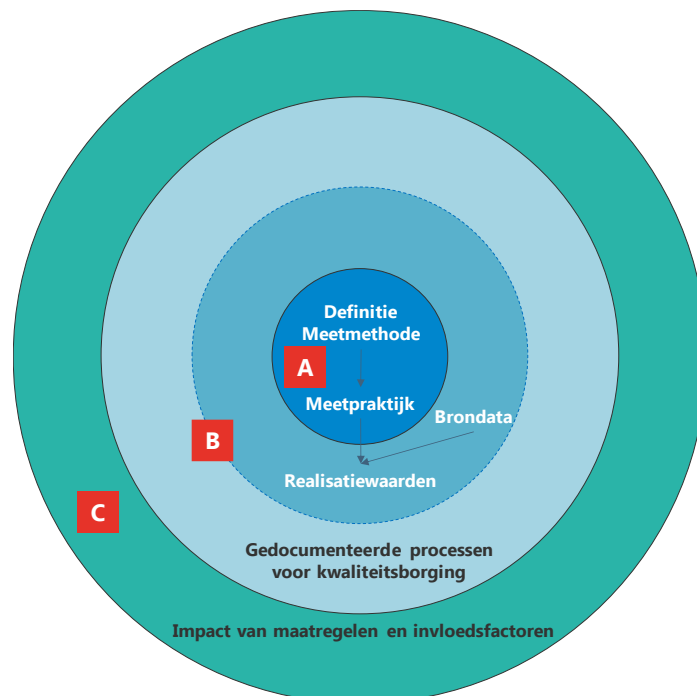 Definitie
Meetmethode
A
Meetpraktijk
Brondata
B
Realisatiewaarden
C
Gedocumenteerde processen
voor kwaliteitsborging
Impact van maatregelen en invloedsfactoren